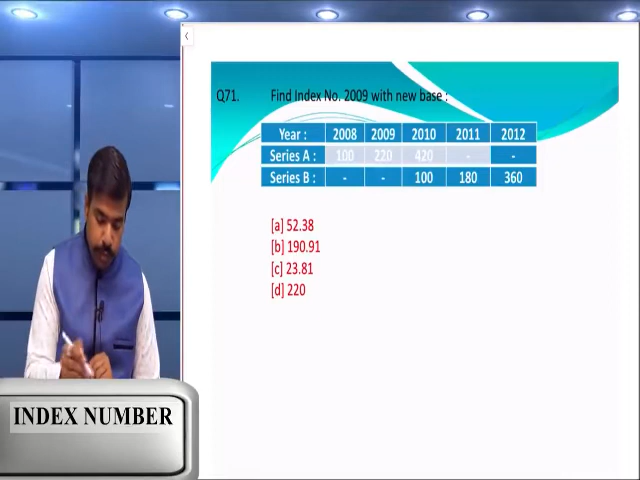 Q71. Find Index No. 2009 with new base :
Year : 2008 2009 2010 2011 2012
Series A : 100 220 420 - -
Series B : - - 100 180 360
[a] 52.38
[b] 190.91
[c] 23.81
[d] 220
INDEX NUMBER